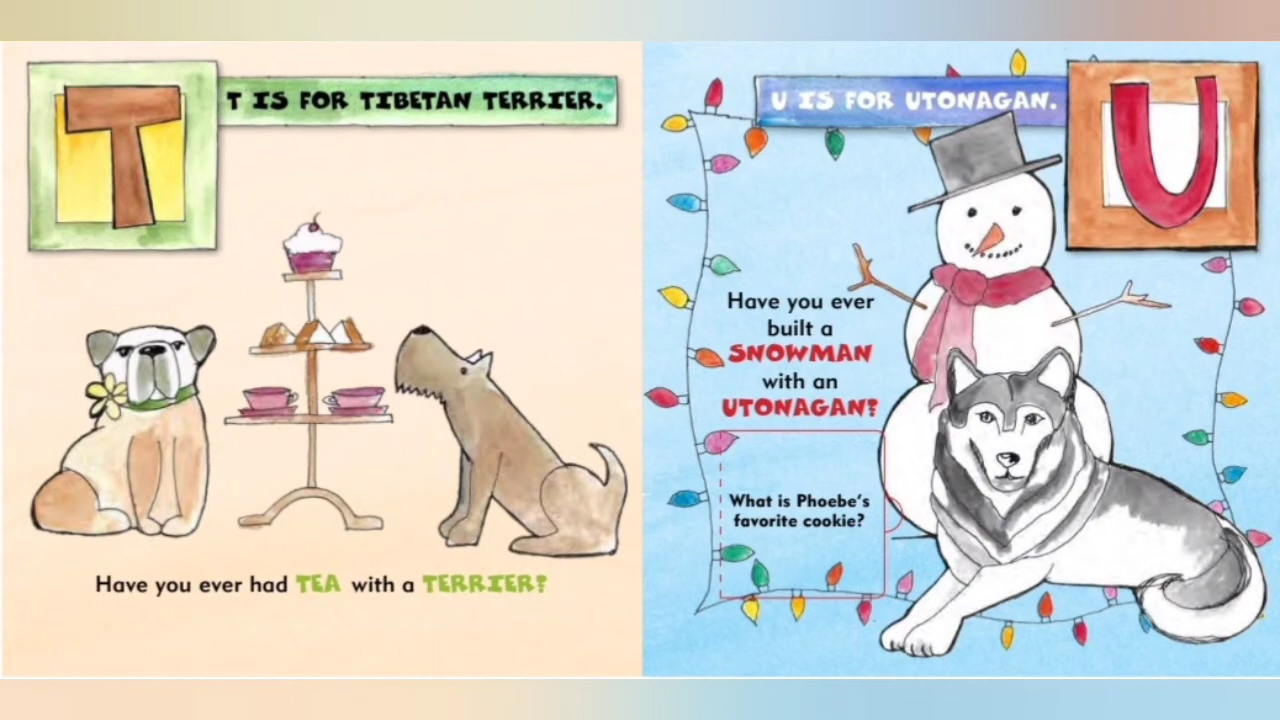 T
T IS FOR TIBETAN TERRIER.
Have you ever had TEA with a TERRIER?
U IS FOR UTONAGAN.
U
Have you ever
built a
SNOWMAN
with an
UTONAGAN?
What is Phoebe's
favorite cookie?